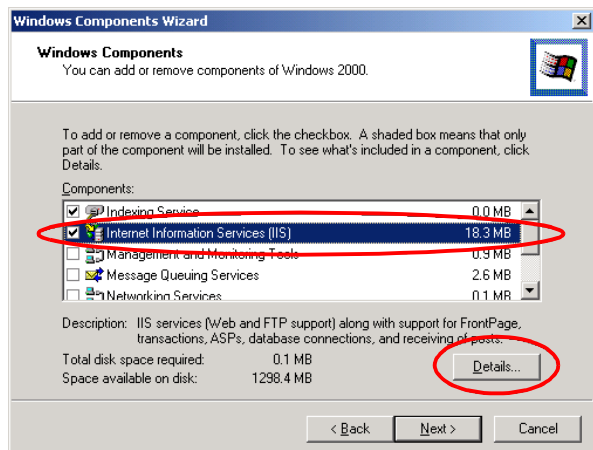 Windows Components Wizard
Windows Components
You can add or remove components of Windows 2000.
To add or remove a component, click the checkbox. A shaded box means that only
part of the component will be installed. To see what's included in a component, click
Details.
Components:
Indexing Service 0.0 MB
Internet Information Services (IIS) 18.3 MB
Management and Monitoring Tools 0.9 MB
Message Queuing Services 2.6 MB
Networking Services 0.1 MB
Description: IIS services (Web and FTP support) along with support for FrontPage,
transactions, ASPs, database connections, and receiving of posts.
Total disk space required: 0.1 MB
Space available on disk: 1298.4 MB
Details...
< Back Next > Cancel